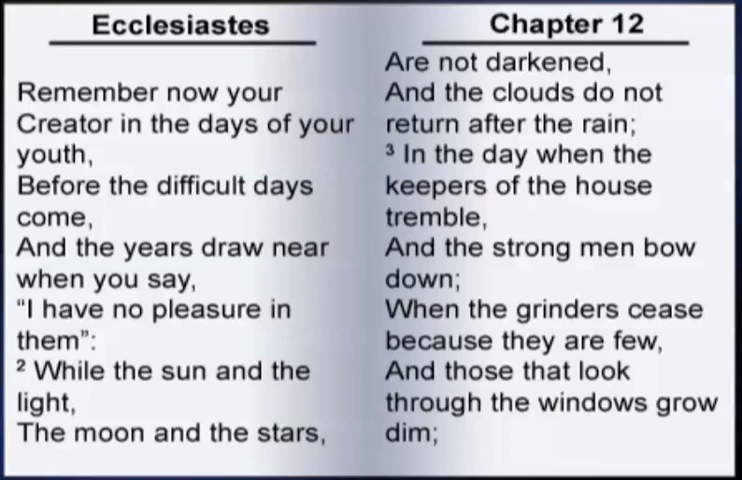 Ecclesiastes
Remember now your
Creator in the days of your
youth,
Before the difficult days
come,
And the years draw near
when you say,
“I have no pleasure in
them”:
² While the sun and the
light,
The moon and the stars,
Chapter 12
Are not darkened,
And the clouds do not
return after the rain;
³ In the day when the
keepers of the house
tremble,
And the strong men bow
down;
When the grinders cease
because they are few,
And those that look
through the windows grow
dim;